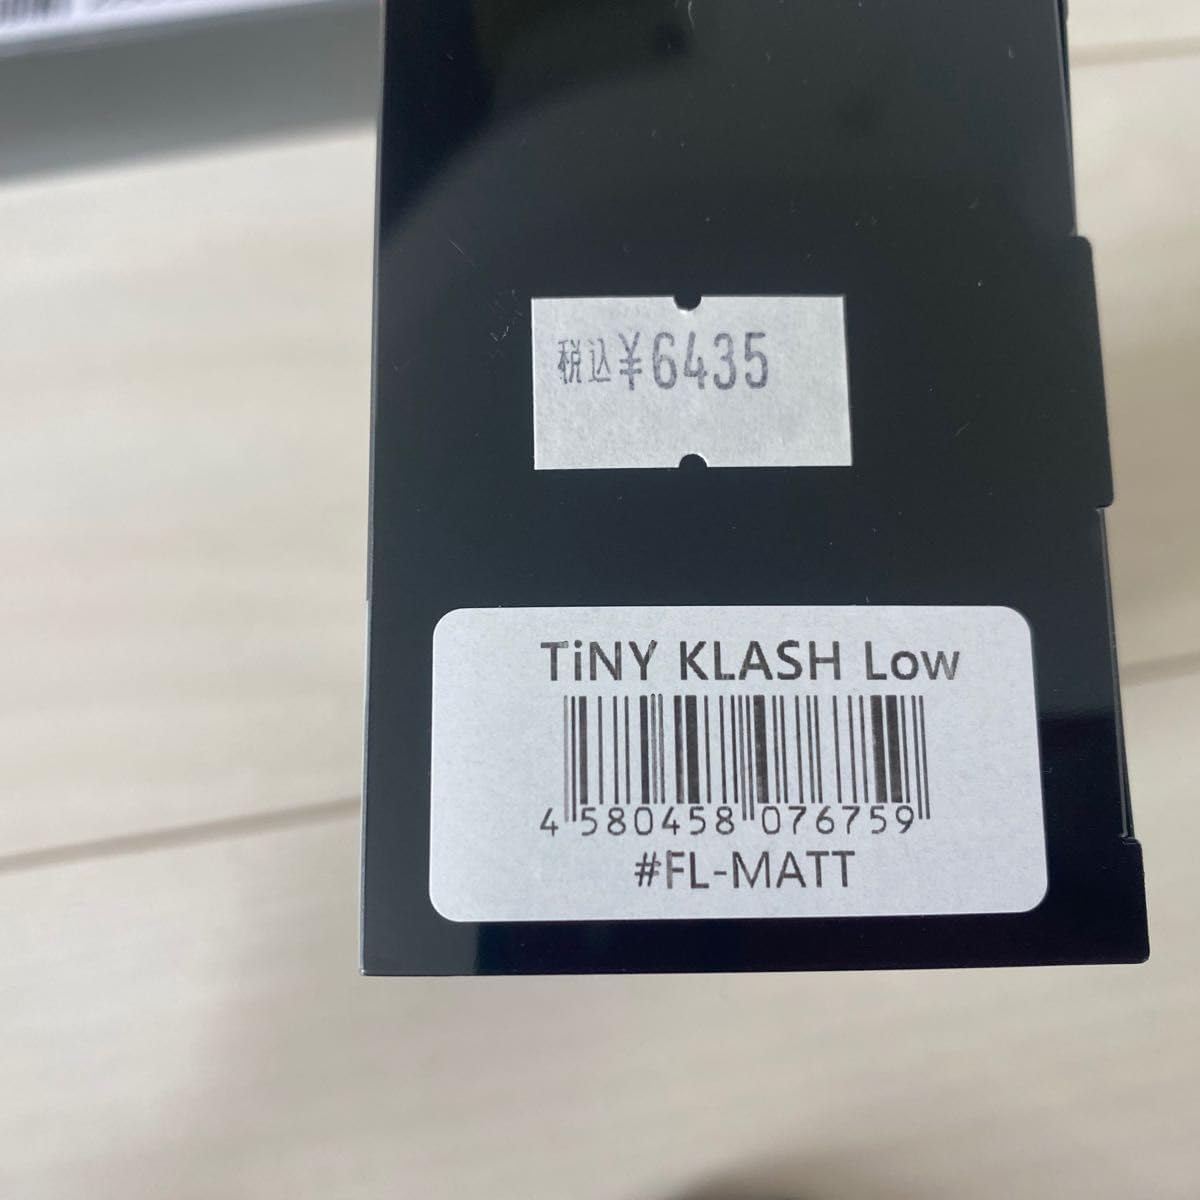 税込¥6435
TiNY KLASH Low
4 580458 076759
#FL-MATT